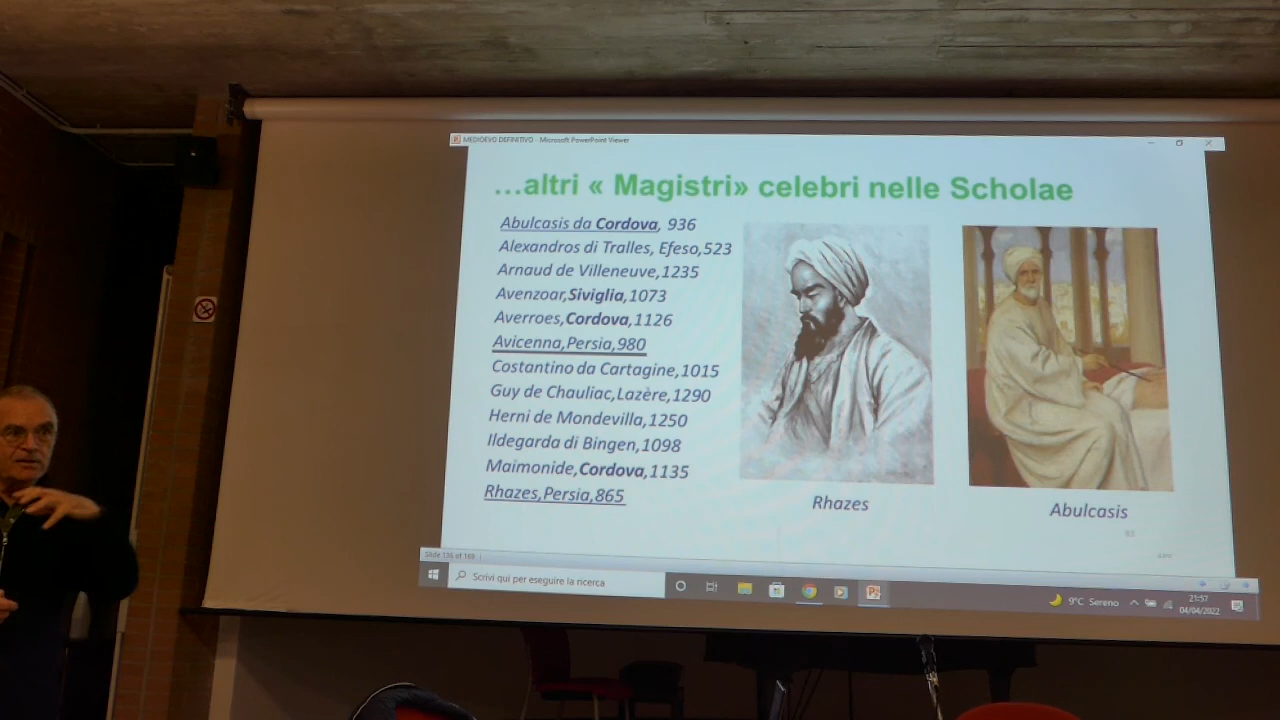 MEDIOEVO DEFINITIVO - Microsoft PowerPoint Viewer
…altri « Magistri» celebri nelle Scholae
Abulcasis da Cordova, 936
Alexandros di Tralles, Efeso,523
Arnaud de Villeneuve,1235
Avenzoar,Siviglia,1073
Averroes,Cordova,1126
Avicenna,Persia,980
Costantino da Cartagine,1015
Guy de Chauliac,Lazère,1290
Herni de Mondevilla,1250
Ildegarda di Bingen,1098
Maimonide,Cordova,1135
Rhazes,Persia,865
Rhazes
Abulcasis
Scrivi qui per eseguire la ricerca
9°C Sereno
21:57
04/04/2022